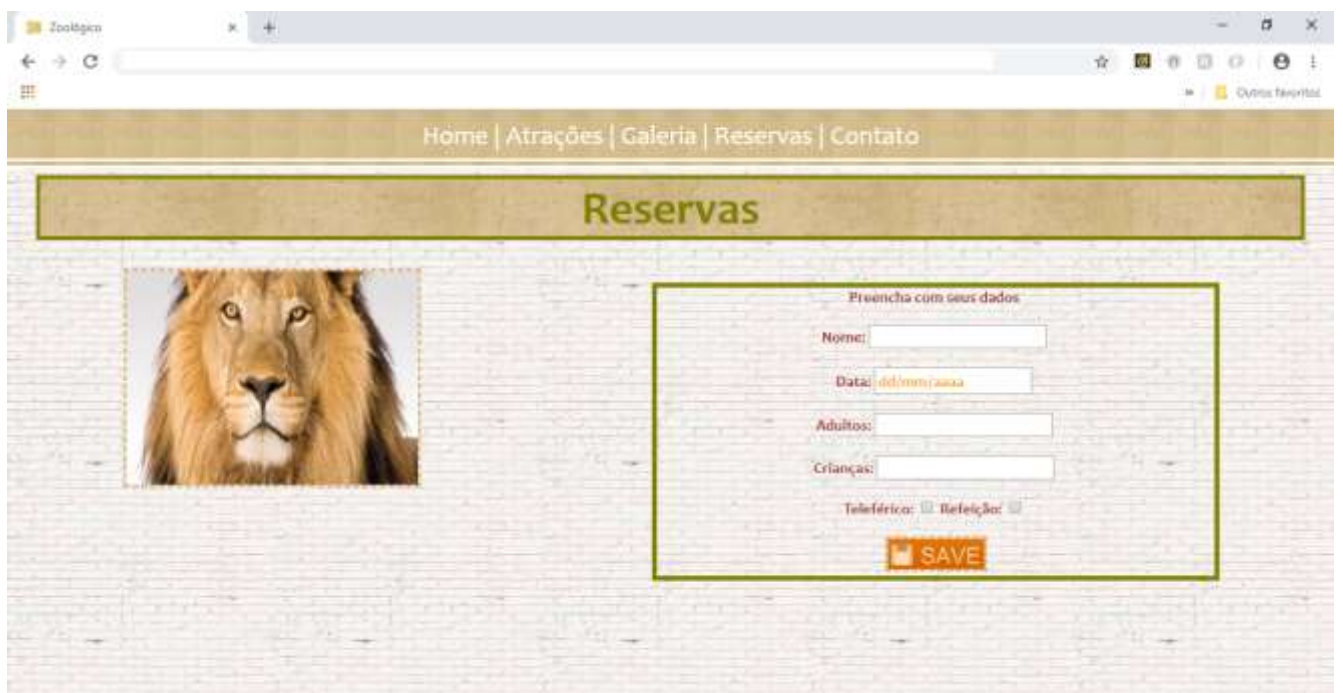 Zoológico
Outros favoritos
Home | Atrações | Galeria | Reservas | Contato
Reservas
Preencha com seus dados
Nome:
Data: dd/mm/aaaa
Adultos:
Crianças:
Teleférico: Refeição:
SAVE